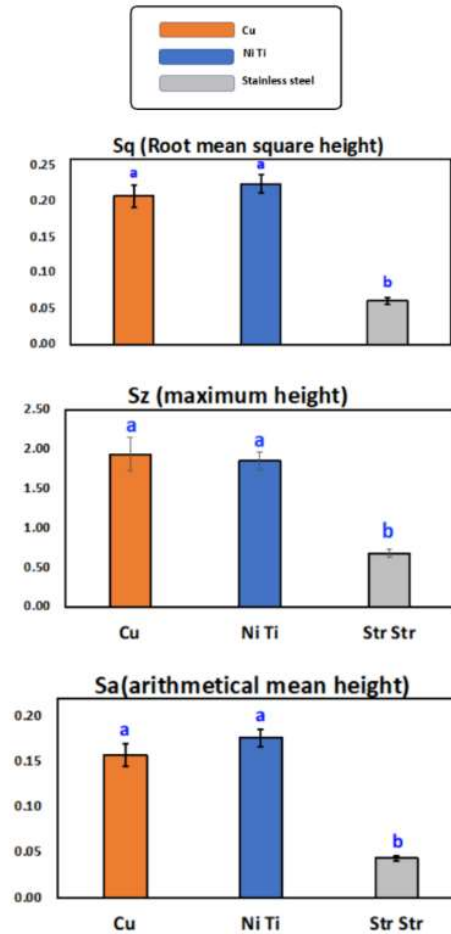 Cu
Ni Ti
Stainless steel
Sq (Root mean square height)
0.25
0.20
0.15
0.10
0.05
0.00
a
a
b
Sz (maximum height)
2.50
2.00
1.50
1.00
0.50
0.00
a
a
b
Cu Ni Ti Str Str
Sa(arithmetical mean height)
0.20
0.15
0.10
0.05
0.00
a
a
b
Cu Ni Ti Str Str